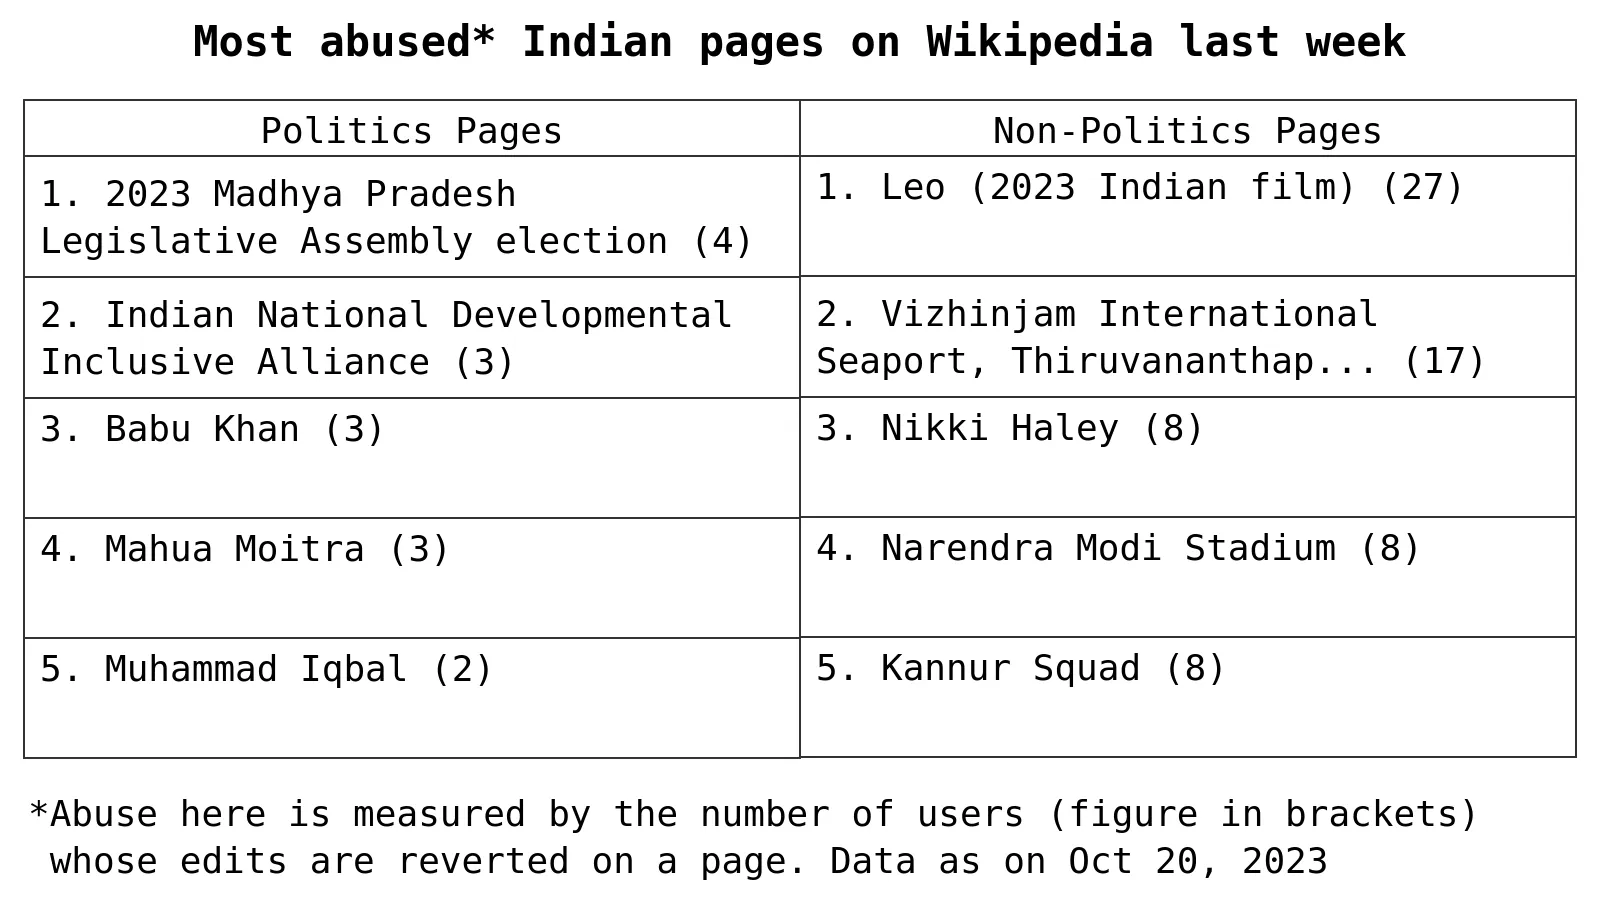 Most abused* Indian pages on Wikipedia last week
Politics Pages
1. 2023 Madhya Pradesh
Legislative Assembly election (4)
2. Indian National Developmental
Inclusive Alliance (3)
3. Babu Khan (3)
4. Mahua Moitra (3)
5. Muhammad Iqbal (2)
Non-Politics Pages
1. Leo (2023 Indian film) (27)
2. Vizhinjam International
Seaport, Thiruvananthap... (17)
3. Nikki Haley (8)
4. Narendra Modi Stadium (8)
5. Kannur Squad (8)
*Abuse here is measured by the number of users (figure in brackets)
whose edits are reverted on a page. Data as on Oct 20, 2023